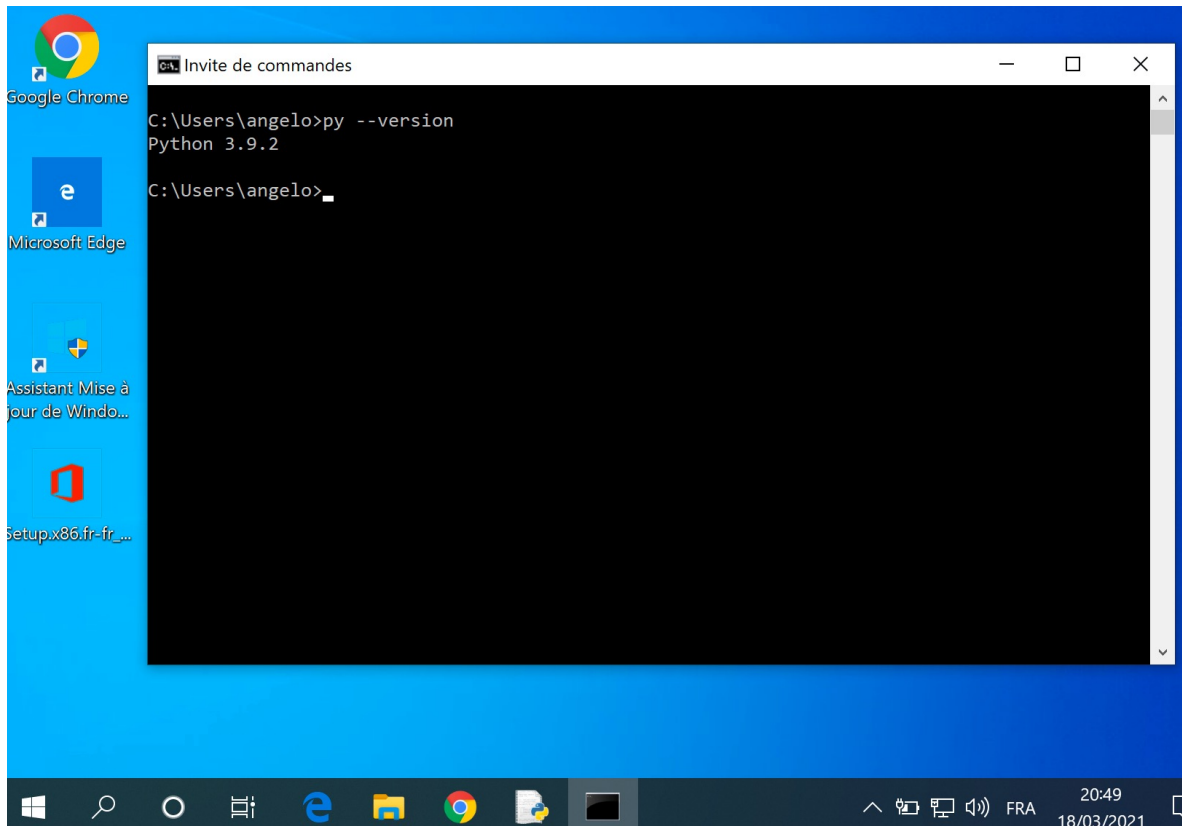 Google Chrome
Microsoft Edge
Assistant Mise à
jour de Windo...
Setup.x86.fr-fr_...
Invite de commandes
C:\Users\angelo>py --version
Python 3.9.2
C:\Users\angelo>
FRA
20:49
18/03/2021